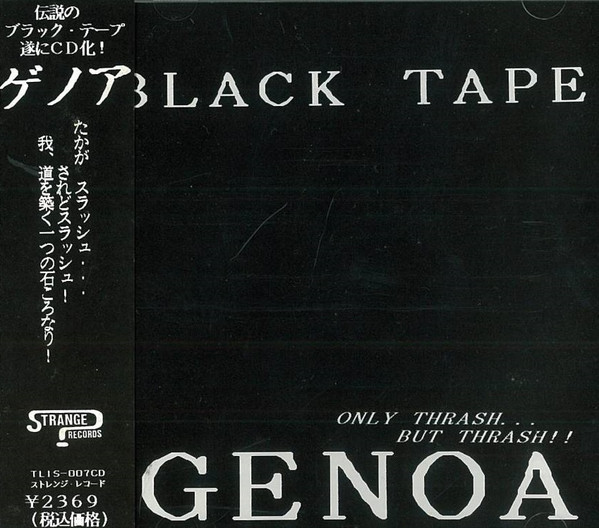 伝説の
ブラック・テープ
遂にCD化！
ゲノア
たかが スラッシュ・・・
されどスラッシュ！
我、道を築く一つの石ころなり！
STRANGE
RECORDS
TLIS-007CD
ストレンジ・レコード
¥2369
(税込価格)
BLACK TAPE
ONLY THRASH...
BUT THRASH!!
GENOA